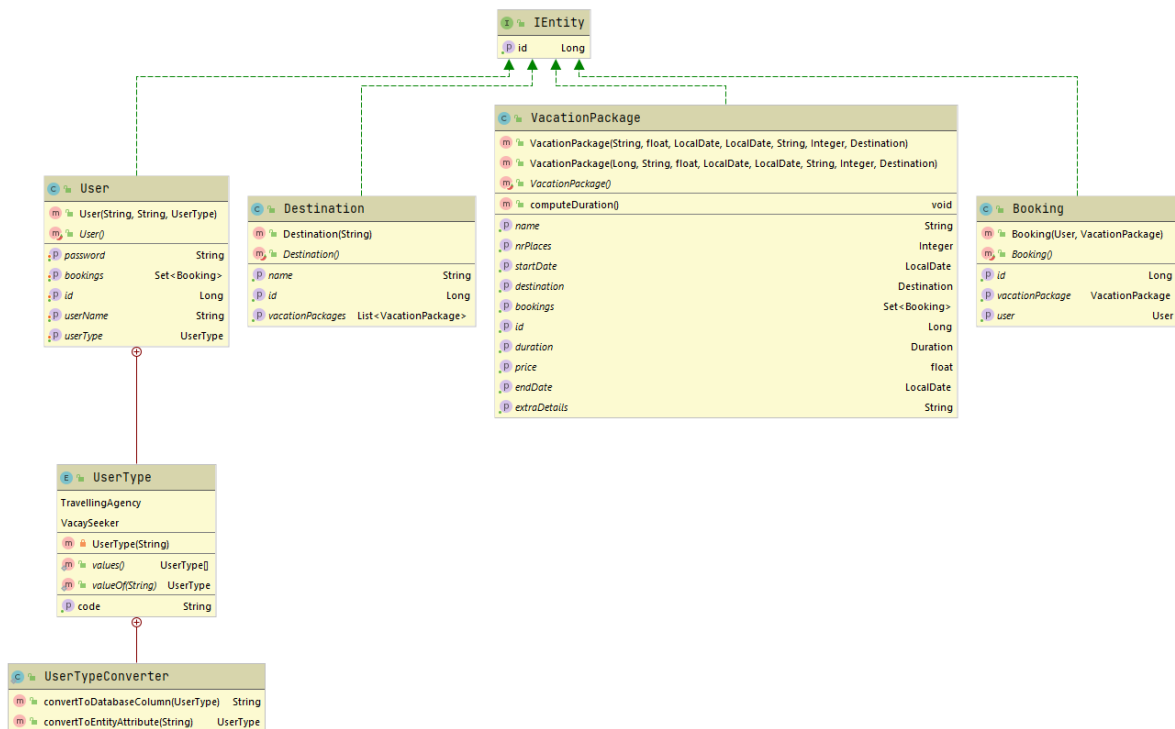 IEntity
id Long
VacationPackage
VacationPackage(String, float, LocalDate, LocalDate, String, Integer, Destination)
VacationPackage(Long, String, float, LocalDate, LocalDate, String, Integer, Destination)
VacationPackage()
computeDuration() void
name String
nrPlaces Integer
startDate LocalDate
destination Destination
bookings Set<Booking>
id Long
duration Duration
price float
endDate LocalDate
extraDetails String
User
User(String, String, UserType)
User()
password String
bookings Set<Booking>
id Long
userName String
userType UserType
Destination
Destination(String)
Destination()
name String
id Long
vacationPackages List<VacationPackage>
Booking
Booking(User, VacationPackage)
Booking()
id Long
vacationPackage VacationPackage
user User
UserType
TravellingAgency
VacaySeeker
UserType(String)
values() UserType[]
valueOf(String) UserType
code String
UserTypeConverter
convertToDatabaseColumn(UserType) String
convertToEntityAttribute(String) UserType